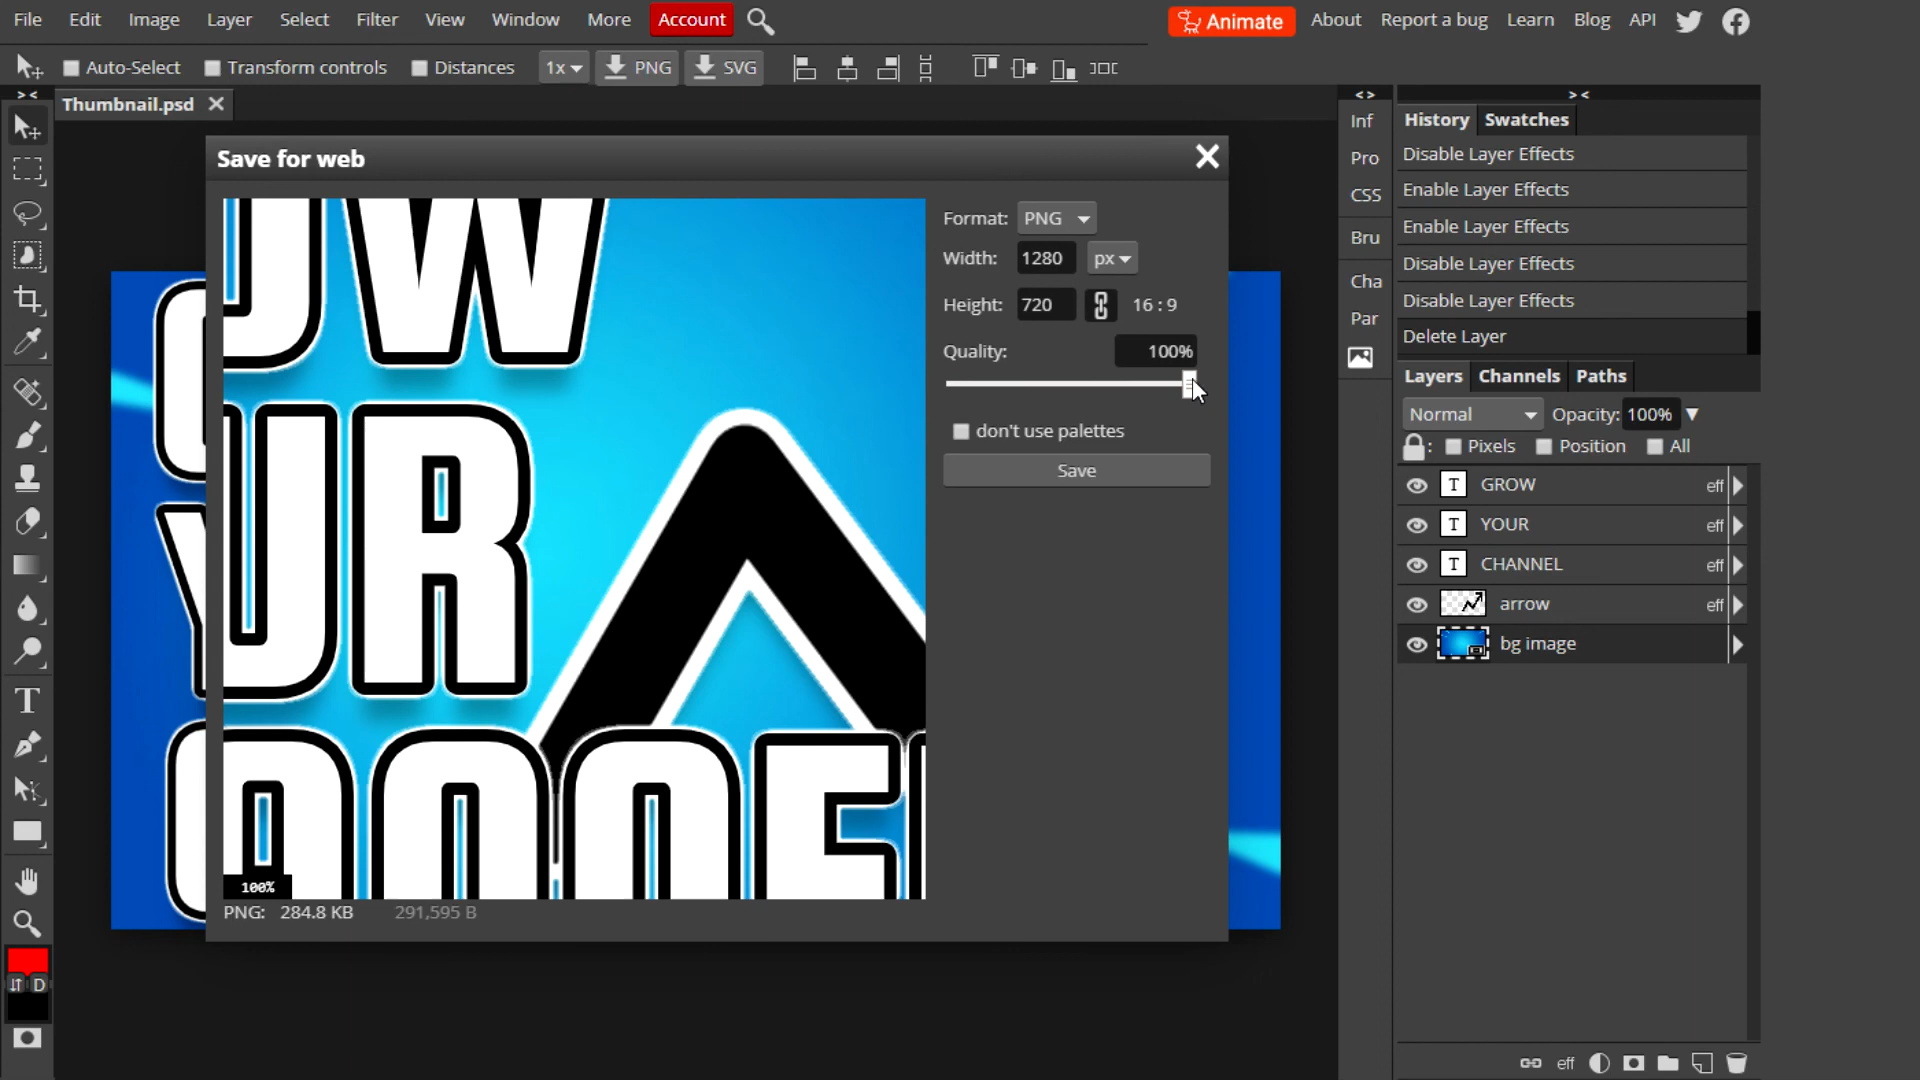 File Edit Image Layer Select Filter View Window More Account
Animate About Report a bug Learn Blog API
Auto-Select Transform controls Distances 1x PNG SVG
> < Thumbnail.psd
Save for web
OW
UR
Format: PNG
Width: 1280 px
Height: 720 16 : 9
Quality: 100%
don't use palettes
Save
100%
PNG: 284.8 KB 291,595 B
< >
Inf
Pro
CSS
Bru
Cha
Par
> <
History Swatches
Disable Layer Effects
Enable Layer Effects
Enable Layer Effects
Disable Layer Effects
Disable Layer Effects
Delete Layer
Layers Channels Paths
Normal Opacity: 100%
: Pixels Position All
T GROW eff
T YOUR eff
T CHANNEL eff
arrow eff
bg image
T
D
eff